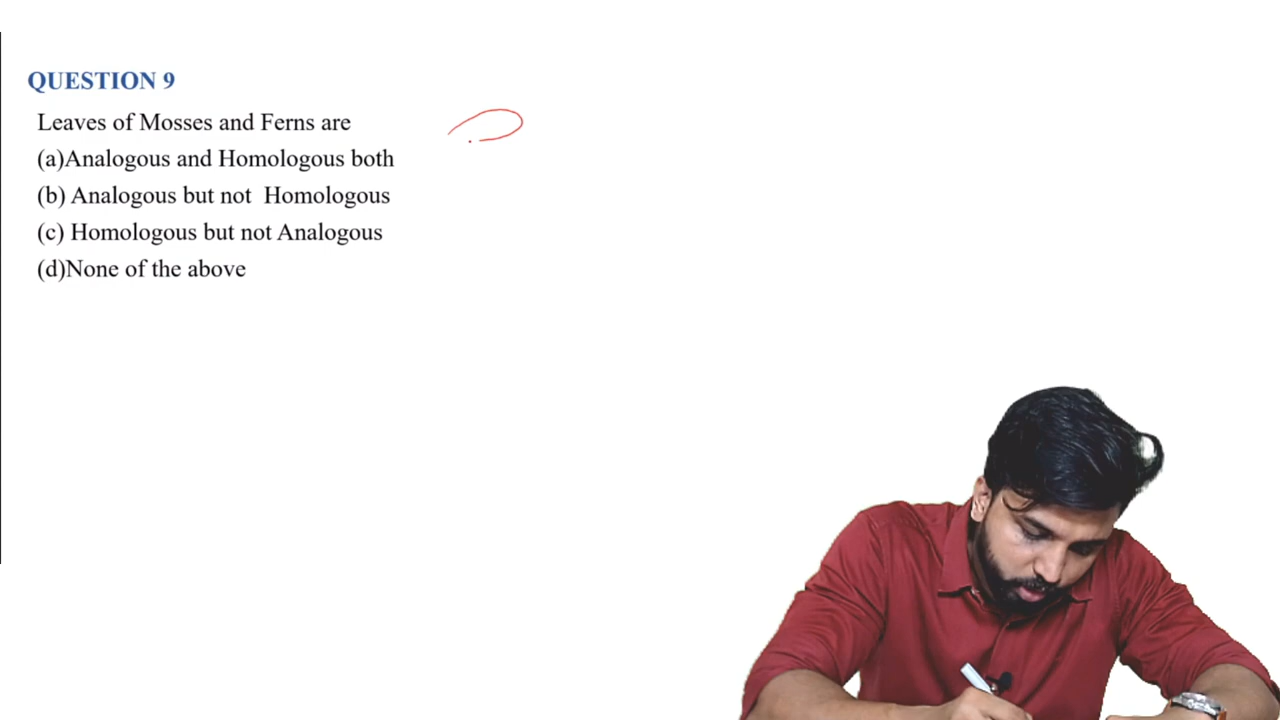 QUESTION 9
Leaves of Mosses and Ferns are
(a)Analogous and Homologous both
(b) Analogous but not Homologous
(c) Homologous but not Analogous
(d)None of the above